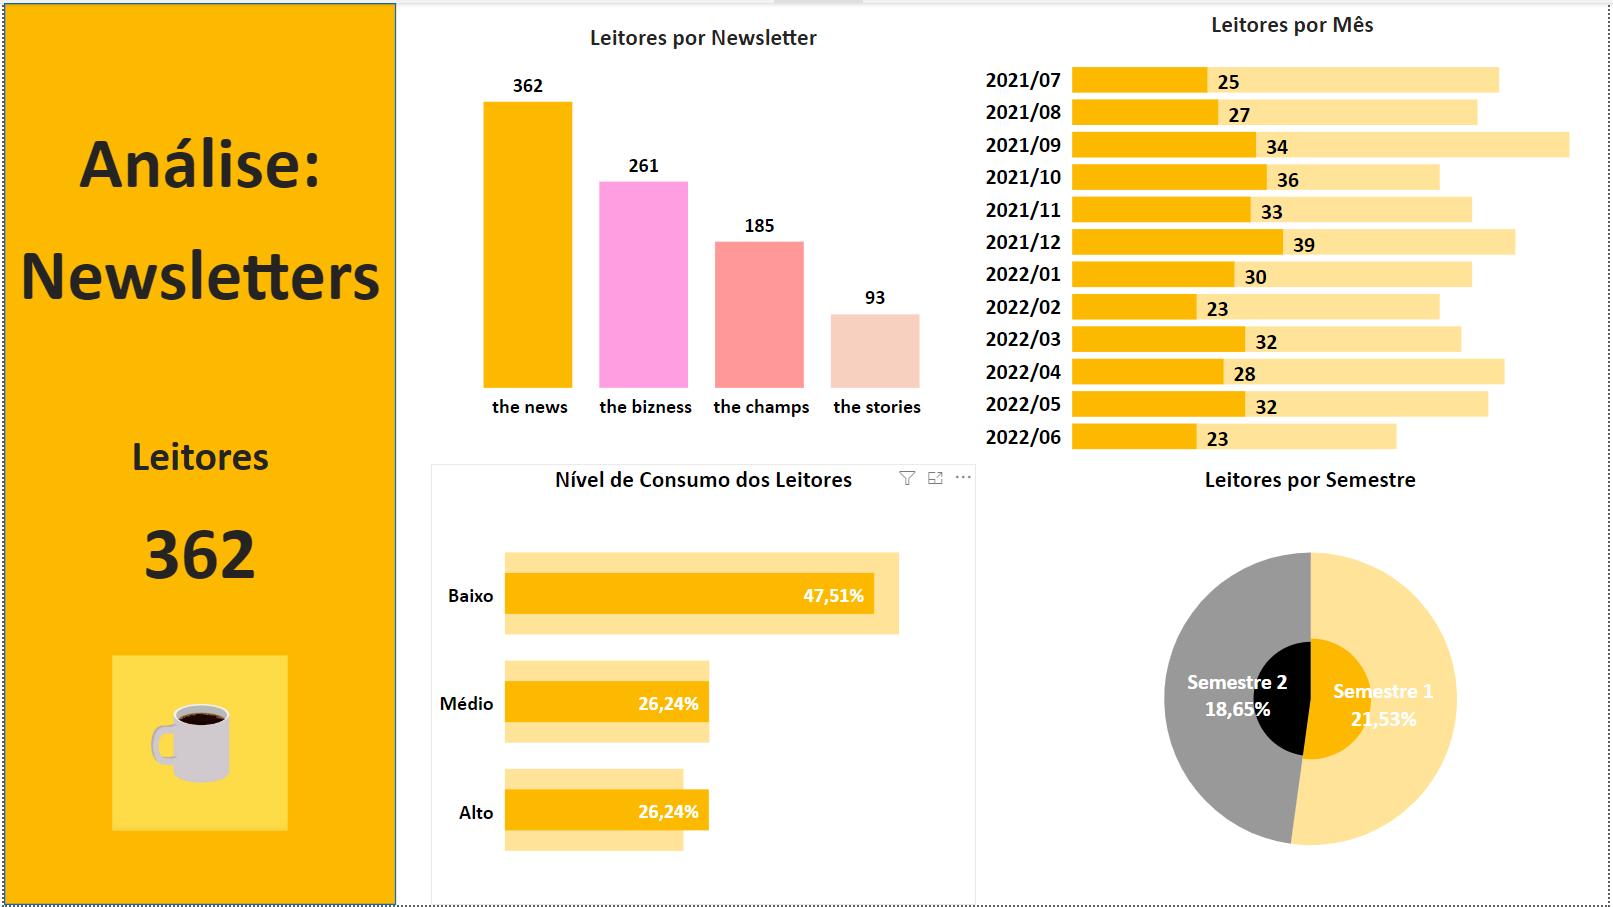 Análise:
Newsletters
Leitores
362
Leitores por Newsletter
362
261
185
93
the news
the bizness
the champs
the stories
Leitores por Mês
2021/07 25
2021/08 27
2021/09 34
2021/10 36
2021/11 33
2021/12 39
2022/01 30
2022/02 23
2022/03 32
2022/04 28
2022/05 32
2022/06 23
Nível de Consumo dos Leitores
Baixo 47,51%
Médio 26,24%
Alto 26,24%
Leitores por Semestre
Semestre 2
18,65%
Semestre 1
21,53%